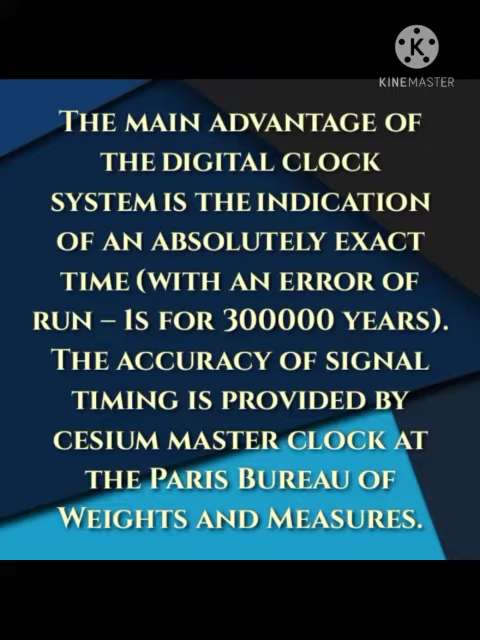 K
KINEMASTER
The main advantage of
the digital clock
system is the indication
of an absolutely exact
time (with an error of
run – 1s for 300000 years).
The accuracy of signal
timing is provided by
cesium master clock at
the Paris Bureau of
Weights and Measures.